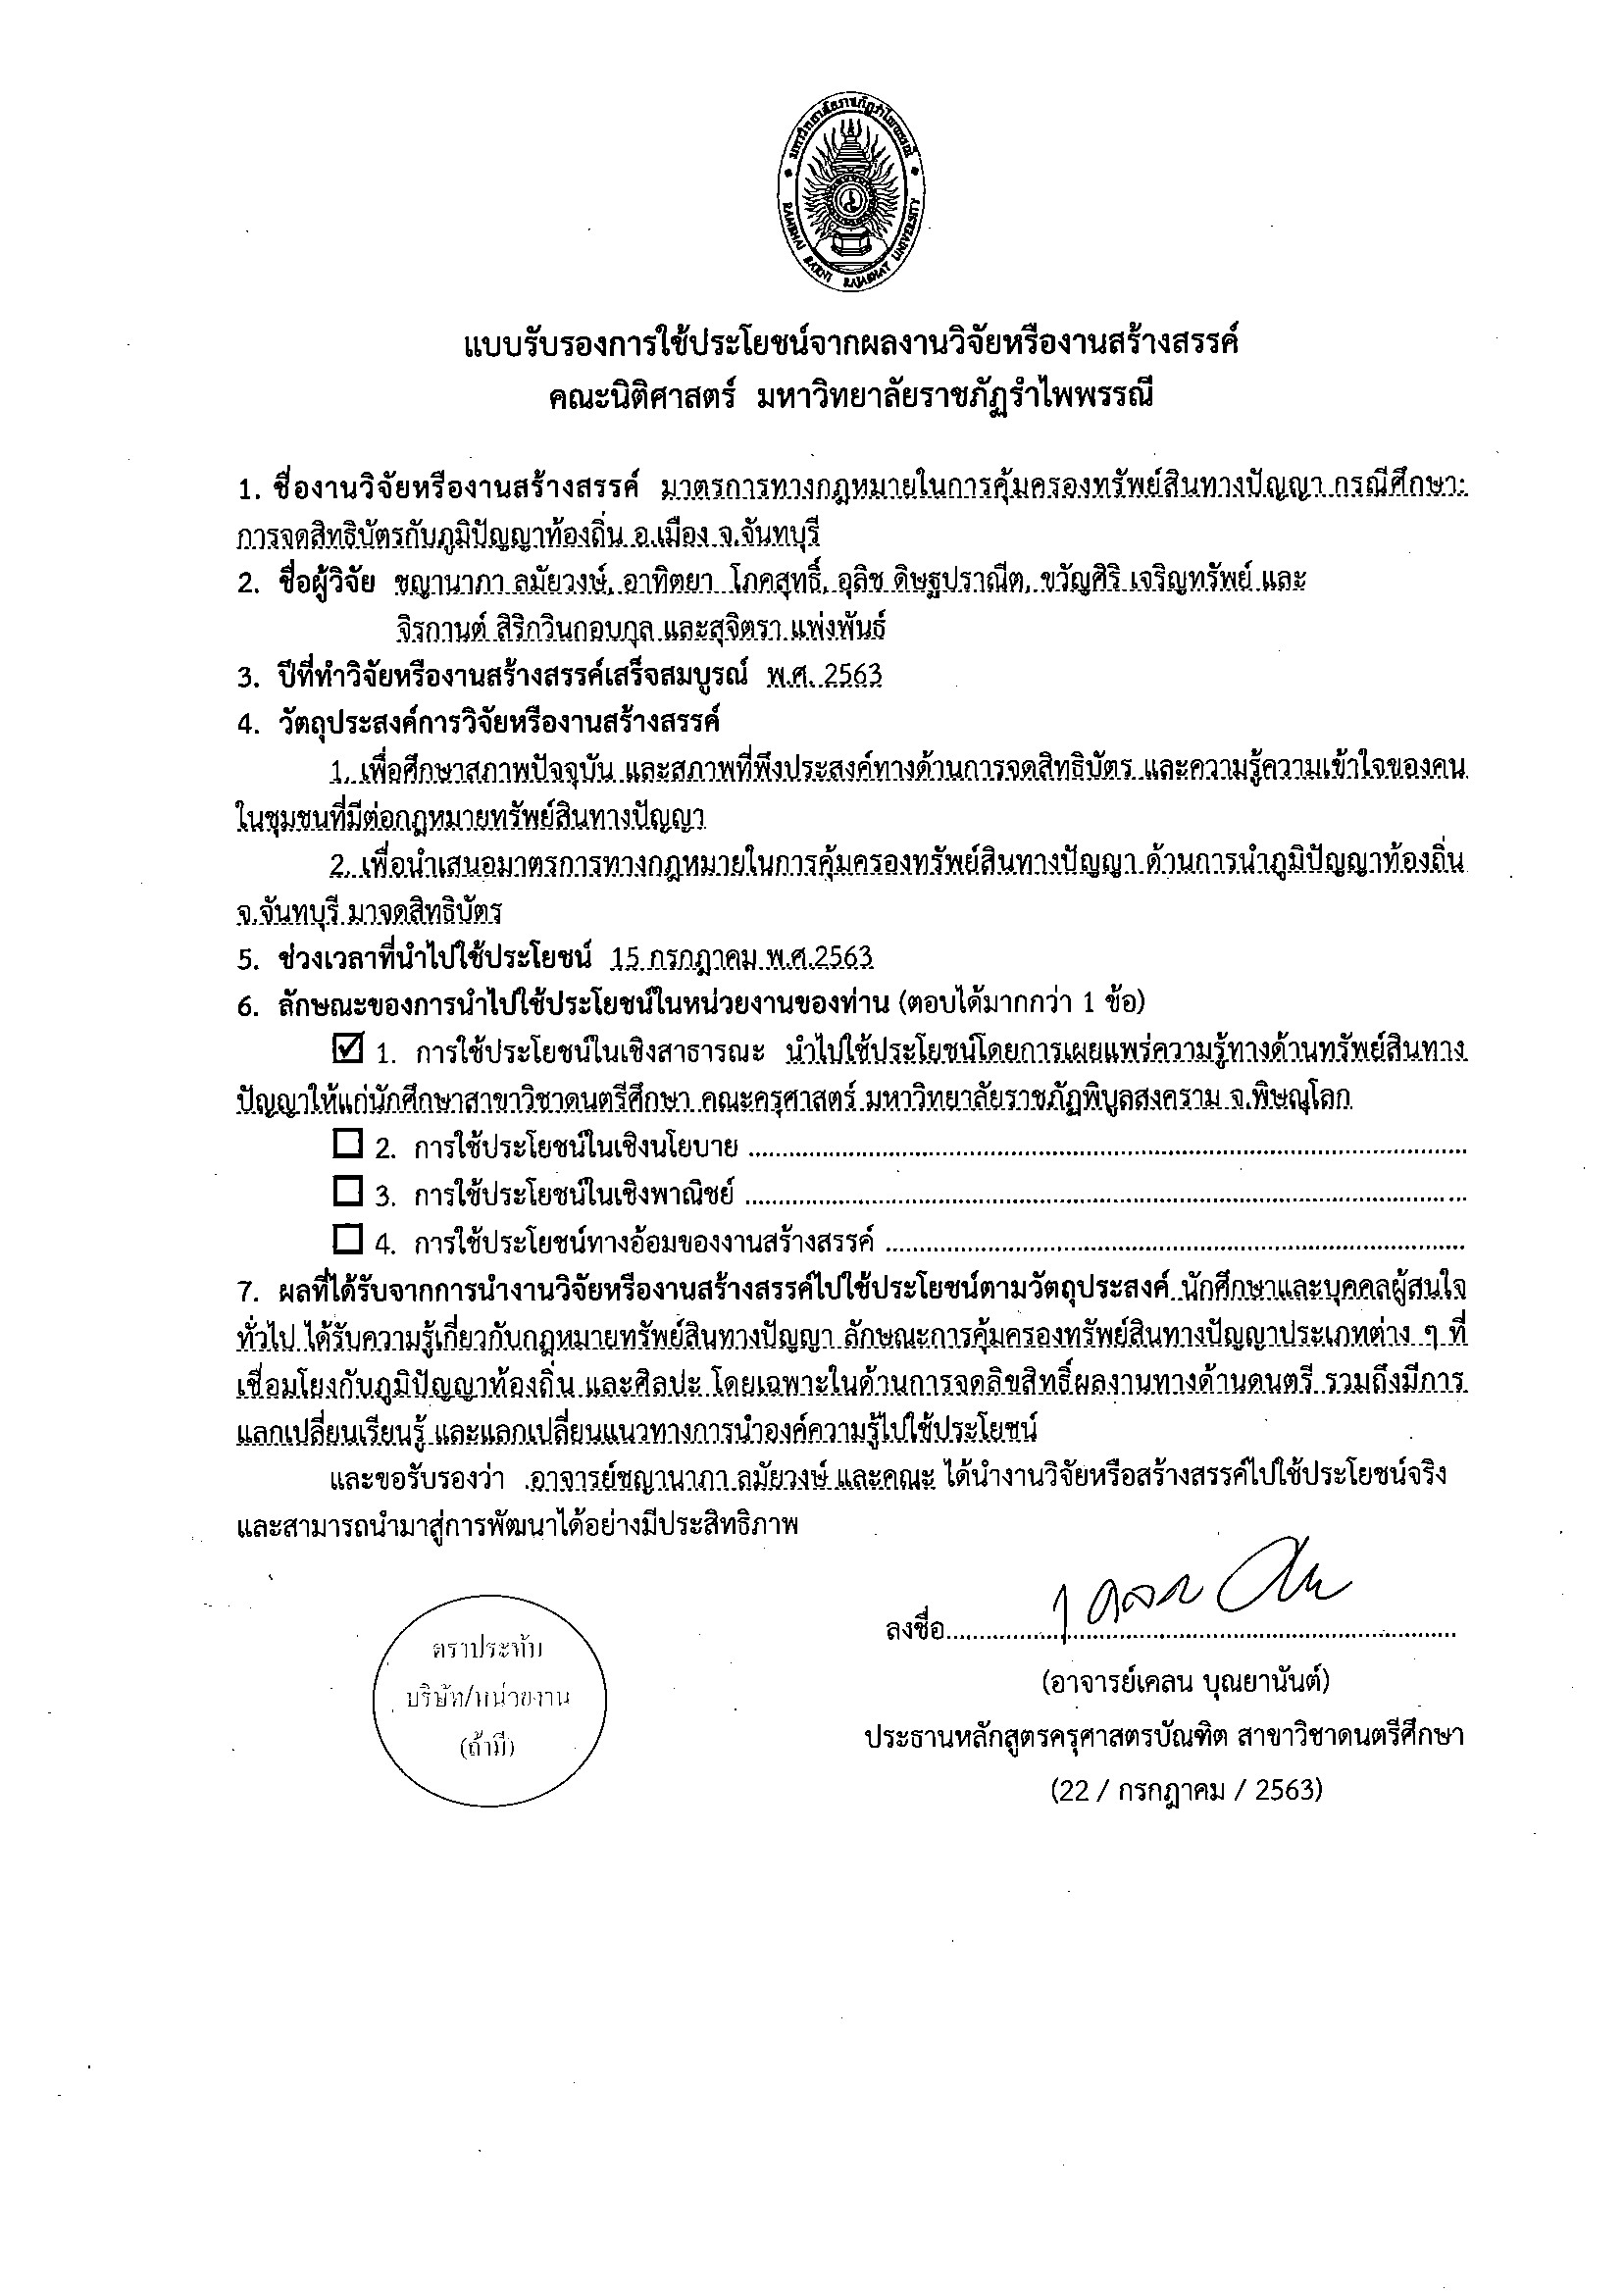 มหาวิทยาลัยราชภัฏรำไพพรรณี
RAMBHAI BARNI RAJABHAT UNIVERSITY
แบบรับรองการใช้ประโยชน์จากผลงานวิจัยหรืองานสร้างสรรค์
คณะนิติศาสตร์ มหาวิทยาลัยราชภัฏรำไพพรรณี
1. ชื่องานวิจัยหรืองานสร้างสรรค์ มาตรการทางกฎหมายในการคุ้มครองทรัพย์สินทางปัญญา กรณีศึกษา:
การจดสิทธิบัตรกับภูมิปัญญาท้องถิ่น อ.เมือง จ.จันทบุรี
2. ชื่อผู้วิจัย ชญานาภา ลมัยวงษ์, อาทิตยา โภคสุทธิ์, อุลิช ดิษฐปราณีต, ขวัญศิริ เจริญทรัพย์ และ
จิรกานต์ สิริกวินกอบกุล และสุจิตรา แพ่งพันธ์
3. ปีที่ทำวิจัยหรืองานสร้างสรรค์เสร็จสมบูรณ์ พ.ศ. 2563
4. วัตถุประสงค์การวิจัยหรืองานสร้างสรรค์
1. เพื่อศึกษาสภาพปัจจุบัน และสภาพที่พึงประสงค์ทางด้านการจดสิทธิบัตร และความรู้ความเข้าใจของคน
ในชุมชนที่มีต่อกฎหมายทรัพย์สินทางปัญญา
2. เพื่อนำเสนอมาตรการทางกฎหมายในการคุ้มครองทรัพย์สินทางปัญญา ด้านการนำภูมิปัญญาท้องถิ่น
จ.จันทบุรี มาจดสิทธิบัตร
5. ช่วงเวลาที่นำไปใช้ประโยชน์ 15 กรกฎาคม พ.ศ.2563
6. ลักษณะของการนำไปใช้ประโยชน์ในหน่วยงานของท่าน (ตอบได้มากกว่า 1 ข้อ)
☑ 1. การใช้ประโยชน์ในเชิงสาธารณะ นำไปใช้ประโยชน์โดยการเผยแพร่ความรู้ทางด้านทรัพย์สินทาง
ปัญญาให้แก่นักศึกษาสาขาวิชาดนตรีศึกษา คณะครุศาสตร์ มหาวิทยาลัยราชภัฏพิบูลสงคราม จ.พิษณุโลก
☐ 2. การใช้ประโยชน์ในเชิงนโยบาย ........................
☐ 3. การใช้ประโยชน์ในเชิงพาณิชย์ ........................
☐ 4. การใช้ประโยชน์ทางอ้อมของงานสร้างสรรค์ ........................
7. ผลที่ได้รับจากการนำงานวิจัยหรืองานสร้างสรรค์ไปใช้ประโยชน์ตามวัตถุประสงค์ นักศึกษาและบุคคลผู้สนใจ
ทั่วไป ได้รับความรู้เกี่ยวกับกฎหมายทรัพย์สินทางปัญญา ลักษณะการคุ้มครองทรัพย์สินทางปัญญาประเภทต่าง ๆ ที่
เชื่อมโยงกับภูมิปัญญาท้องถิ่น และศิลปะ โดยเฉพาะในด้านการจดลิขสิทธิ์ผลงานทางด้านดนตรี รวมถึงมีการ
แลกเปลี่ยนเรียนรู้ และแลกเปลี่ยนแนวทางการนำองค์ความรู้ไปใช้ประโยชน์
และขอรับรองว่า อาจารย์ชญานาภา ลมัยวงษ์ และคณะ ได้นำงานวิจัยหรือสร้างสรรค์ไปใช้ประโยชน์จริง
และสามารถนำมาสู่การพัฒนาได้อย่างมีประสิทธิภาพ
ตราประทับ
บริษัท/หน่วยงาน
(ถ้ามี)
ลงชื่อ........................
(อาจารย์เคลน บุณยานันต์)
ประธานหลักสูตรครุศาสตรบัณฑิต สาขาวิชาดนตรีศึกษา
(22 / กรกฎาคม / 2563)